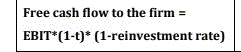 Free cash flow to the firm =
EBIT*(1-t)* (1-reinvestment rate)